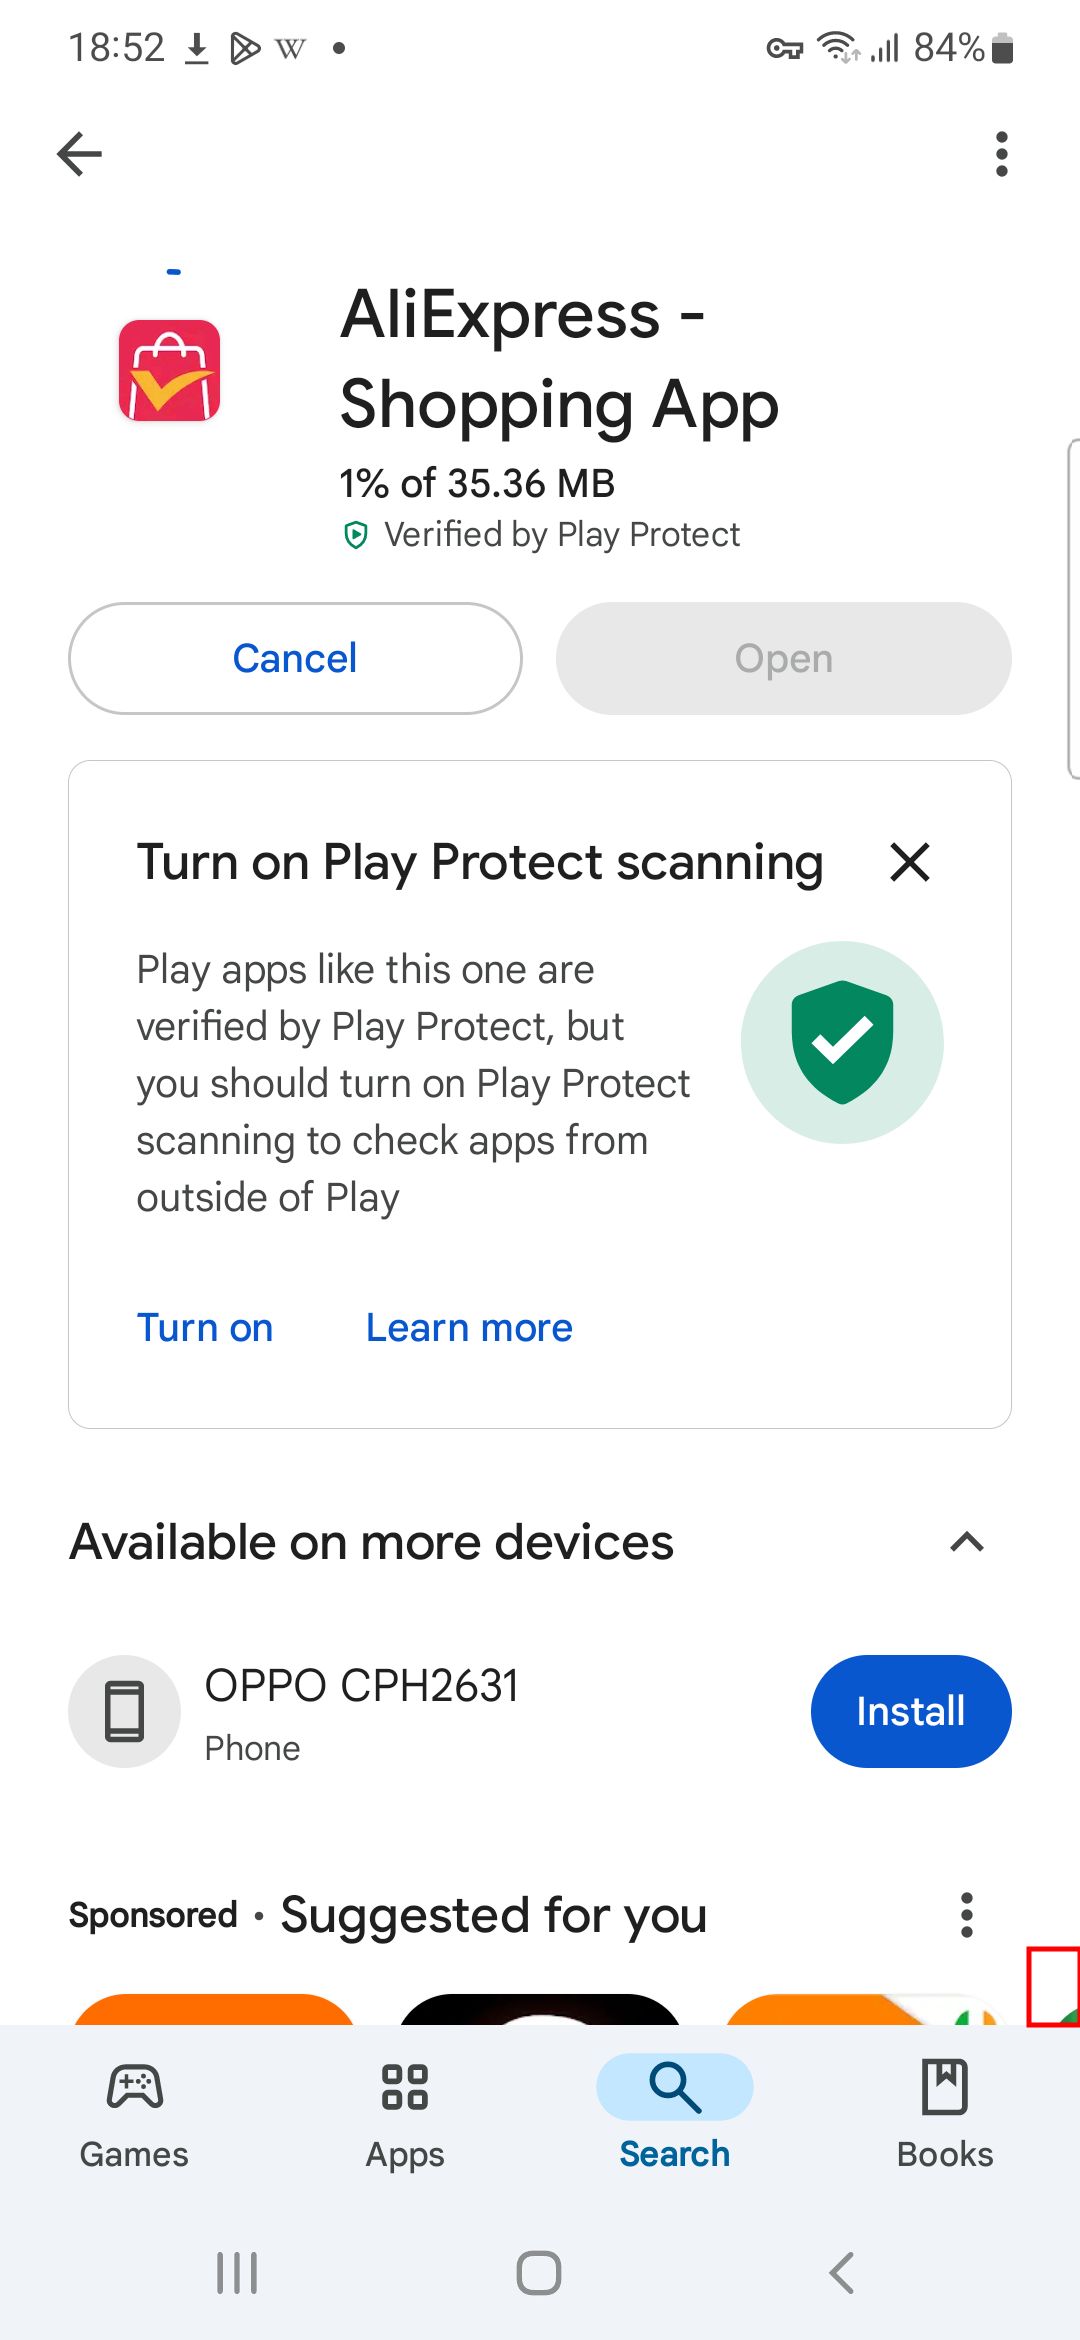 18:52 W 84%
AliExpress -
Shopping App
1% of 35.36 MB
Verified by Play Protect
Cancel Open
Turn on Play Protect scanning
Play apps like this one are
verified by Play Protect, but
you should turn on Play Protect
scanning to check apps from
outside of Play
Turn on Learn more
Available on more devices
OPPO CPH2631
Phone
Install
Sponsored • Suggested for you
Games Apps Search Books